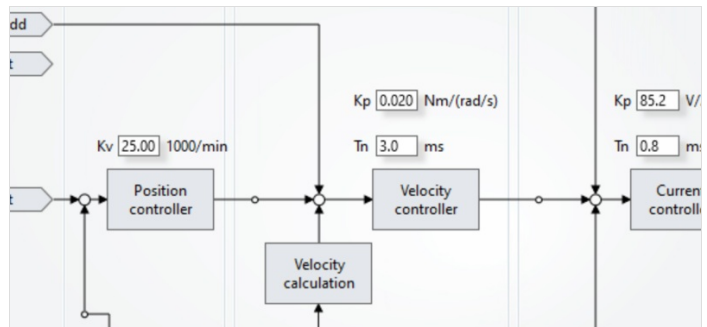 dd
t
Kp 0.020 Nm/(rad/s)
Kp 85.2 V/
Kv 25.00 1000/min
Tn 3.0 ms
Tn 0.8 ms
t
Position
controller
Velocity
controller
Current
controll
Velocity
calculation